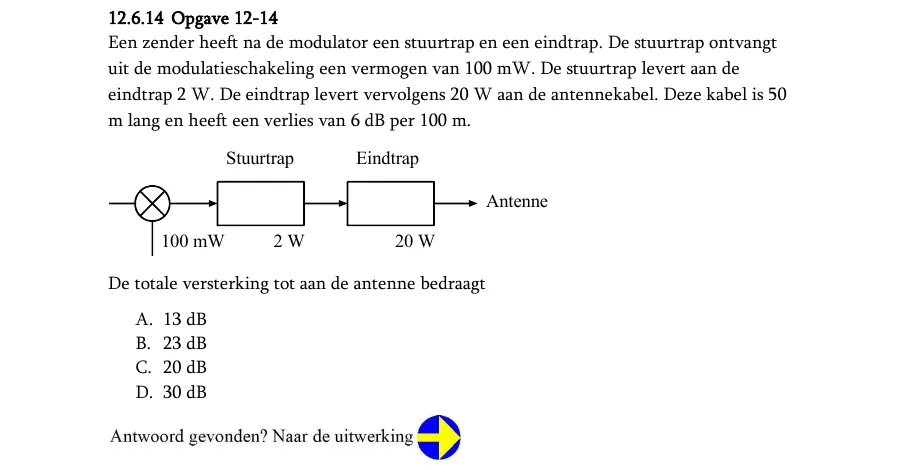 12.6.14 Opgave 12-14
Een zender heeft na de modulator een stuurtrap en een eindtrap. De stuurtrap ontvangt
uit de modulatieschakeling een vermogen van 100 mW. De stuurtrap levert aan de
eindtrap 2 W. De eindtrap levert vervolgens 20 W aan de antennekabel. Deze kabel is 50
m lang en heeft een verlies van 6 dB per 100 m.
Stuurtrap Eindtrap
Antenne
100 mW 2 W 20 W
De totale versterking tot aan de antenne bedraagt
A. 13 dB
B. 23 dB
C. 20 dB
D. 30 dB
Antwoord gevonden? Naar de uitwerking